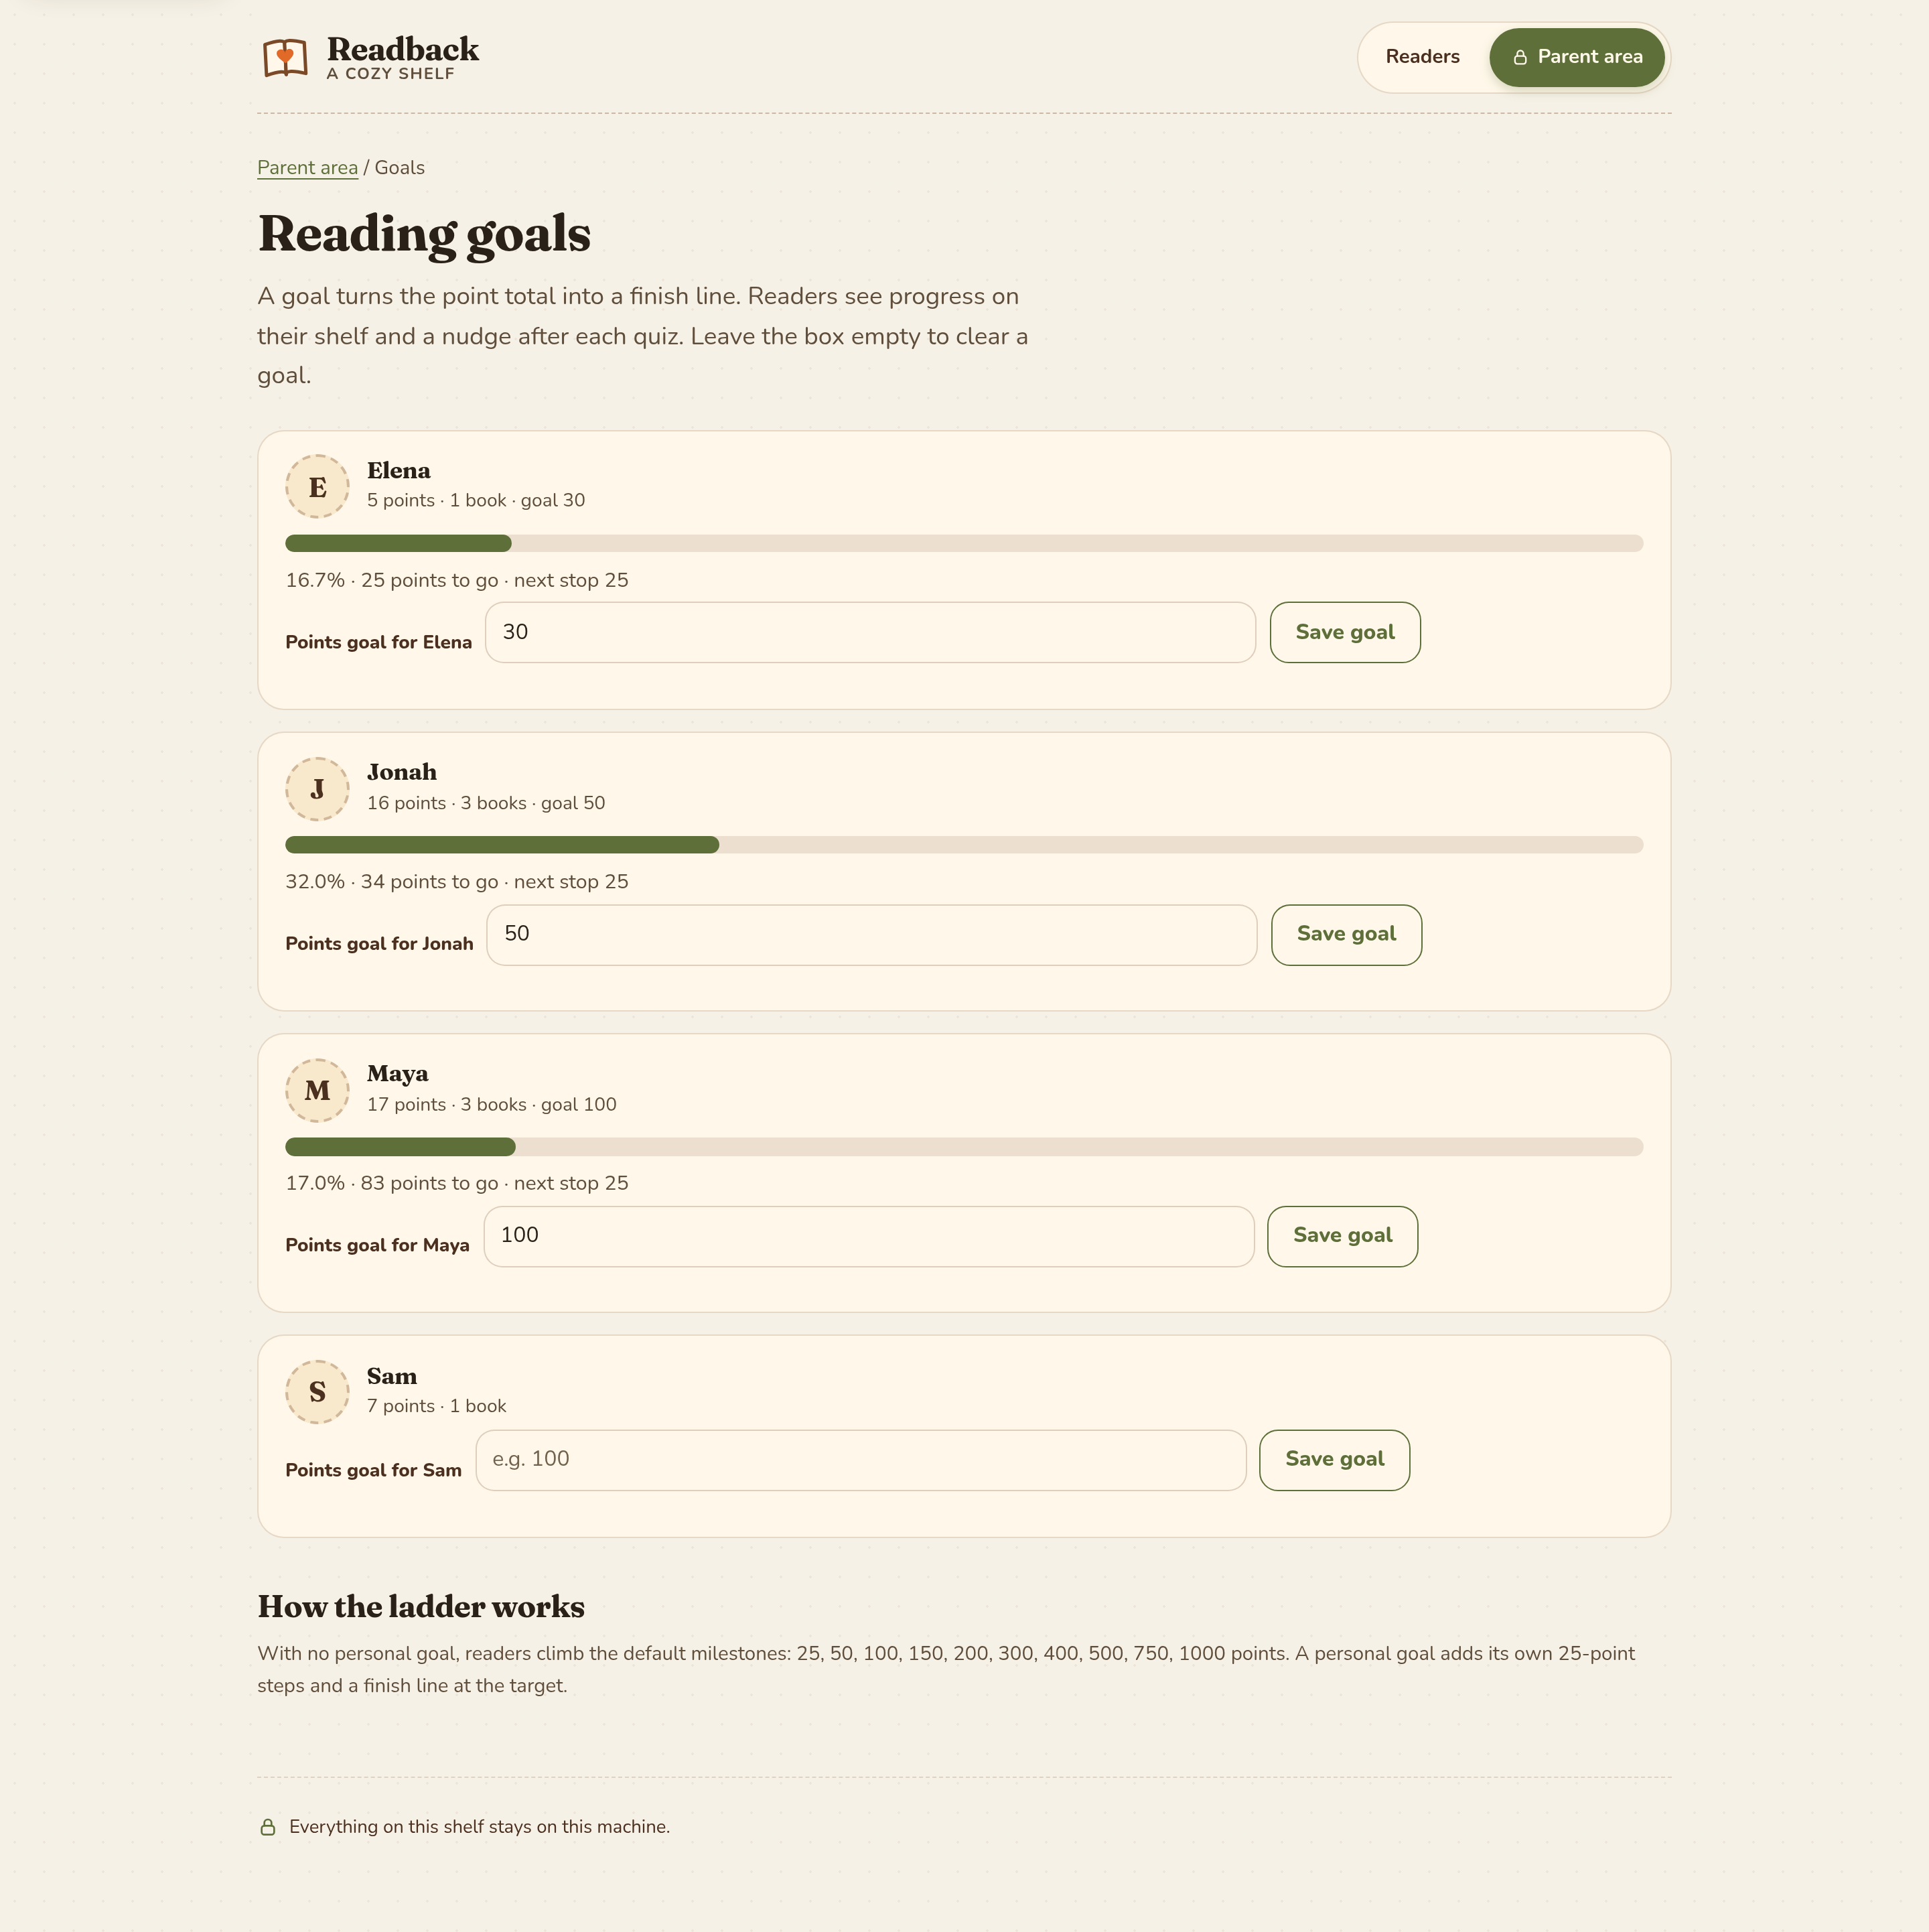 Readback
A COZY SHELF
Readers
Parent area
Parent area / Goals
Reading goals
A goal turns the point total into a finish line. Readers see progress on
their shelf and a nudge after each quiz. Leave the box empty to clear a
goal.
E
Elena
5 points · 1 book · goal 30
16.7% · 25 points to go · next stop 25
Points goal for Elena
30
Save goal
J
Jonah
16 points · 3 books · goal 50
32.0% · 34 points to go · next stop 25
Points goal for Jonah
50
Save goal
M
Maya
17 points · 3 books · goal 100
17.0% · 83 points to go · next stop 25
Points goal for Maya
100
Save goal
S
Sam
7 points · 1 book
Points goal for Sam
e.g. 100
Save goal
How the ladder works
With no personal goal, readers climb the default milestones: 25, 50, 100, 150, 200, 300, 400, 500, 750, 1000 points. A personal goal adds its own 25-point
steps and a finish line at the target.
Everything on this shelf stays on this machine.